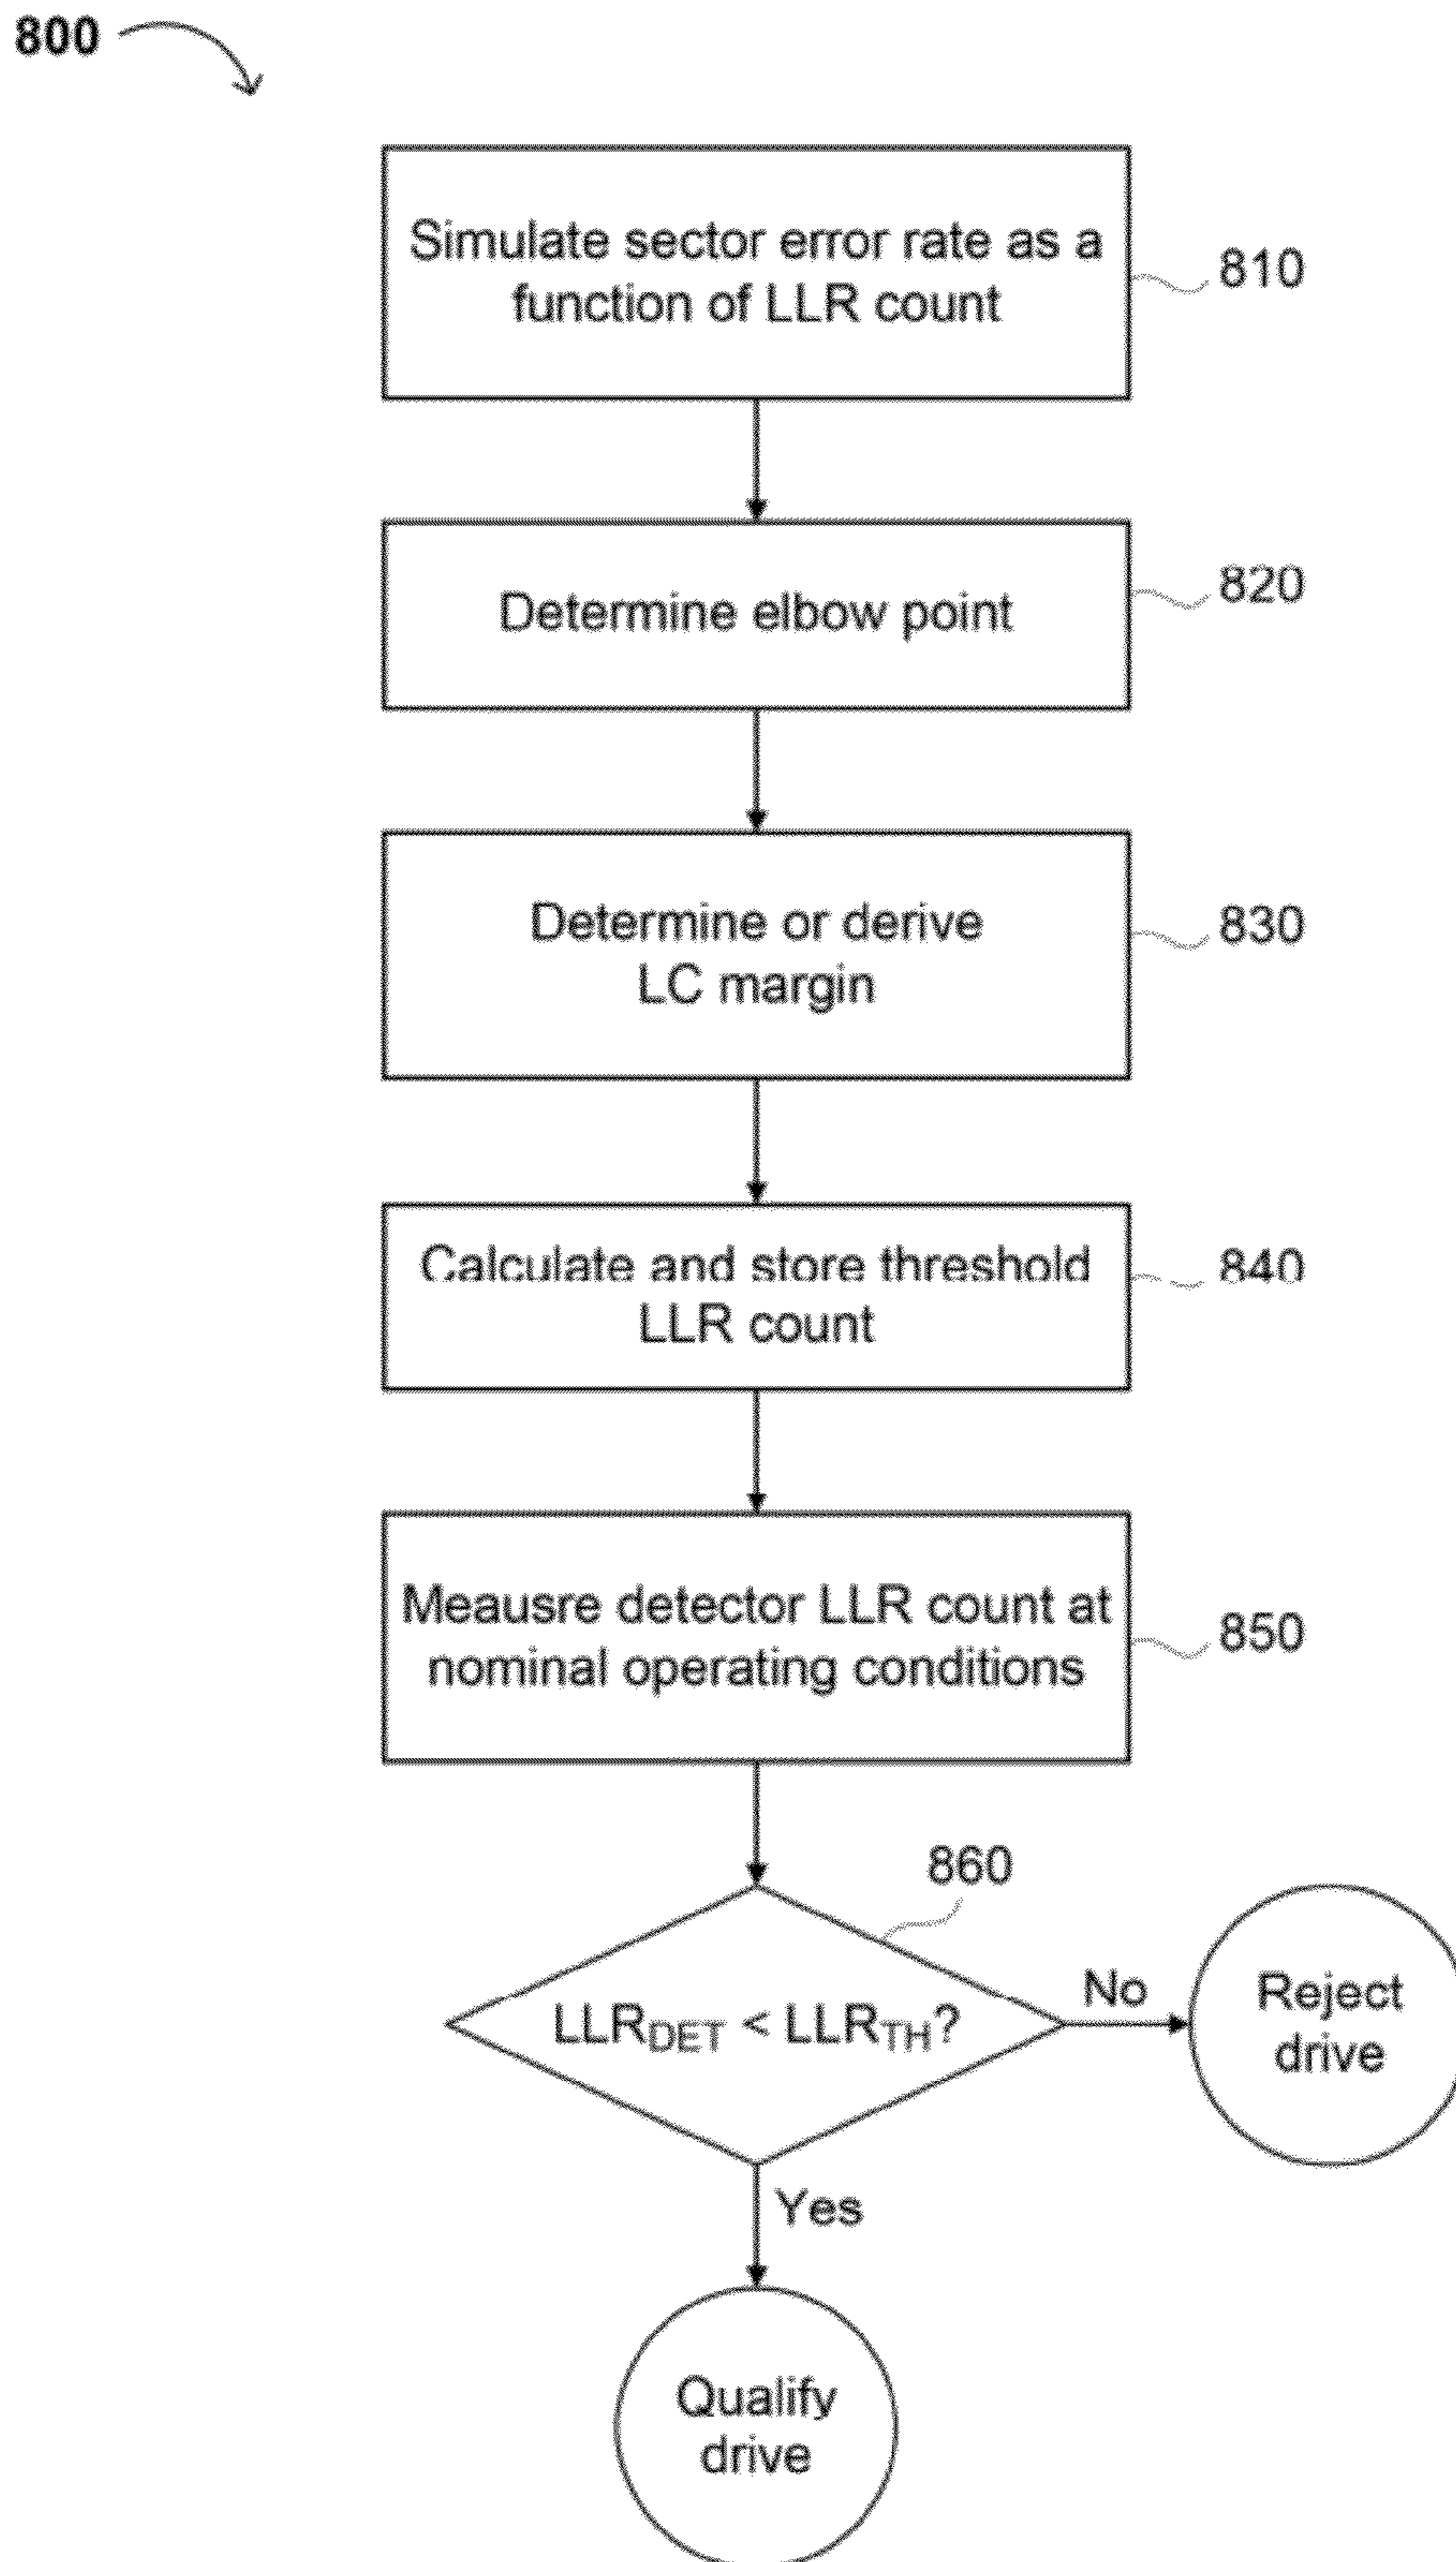 800
Simulate sector error rate as a
function of LLR count
810
Determine elbow point
820
Determine or derive
LC margin
830
Calculate and store threshold
LLR count
840
Meausre detector LLR count at
nominal operating conditions
850
860
LLRDET < LLRTH?
No
Reject
drive
Yes
Qualify
drive